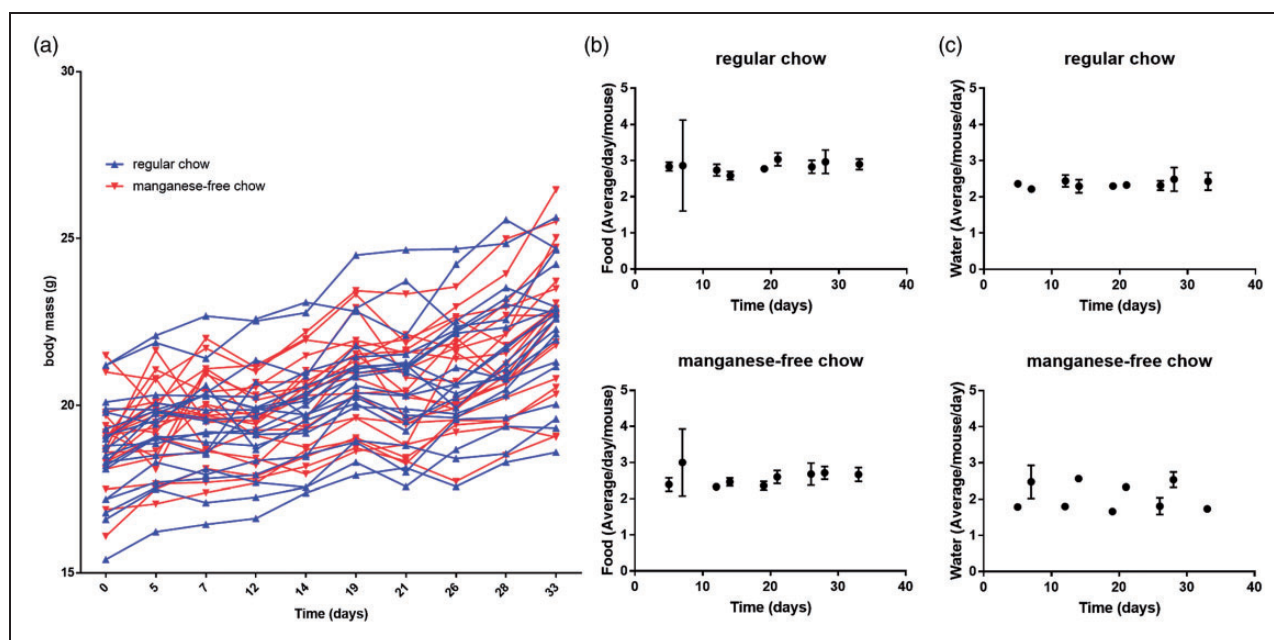 (a)
30
25
20
15
body mass (g)
regular chow
manganese-free chow
0 5 7 12 14 19 21 26 28 33
Time (days)
(b)
regular chow
5
4
3
2
1
0
Food (Average/day/mouse)
0 10 20 30 40
Time (days)
manganese-free chow
5
4
3
2
1
0
Food (Average/day/mouse)
0 10 20 30 40
Time (days)
(c)
regular chow
5
4
3
2
1
0
Water (Average/mouse/day)
0 10 20 30 40
Time (days)
manganese-free chow
5
4
3
2
1
0
Water (Average/mouse/day)
0 10 20 30 40
Time (days)